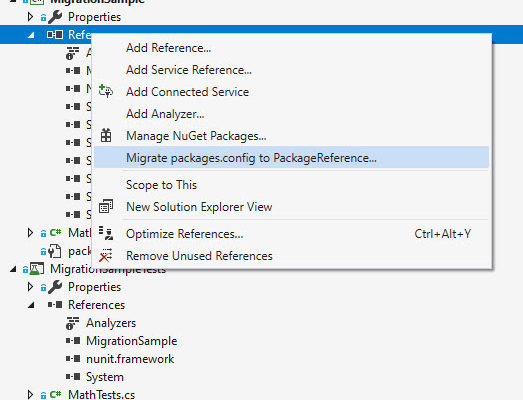 MigrationSample
Properties
Refe
Add Reference...
Add Service Reference...
Add Connected Service
Add Analyzer...
Manage NuGet Packages...
Migrate packages.config to PackageReference...
Scope to This
New Solution Explorer View
Optimize References... Ctrl+Alt+Y
Remove Unused References
A
M
N
S
S
S
S
S
C# Math
pack
MigrationSampleTests
Properties
References
Analyzers
MigrationSample
nunit.framework
System
C# MathTests.cs